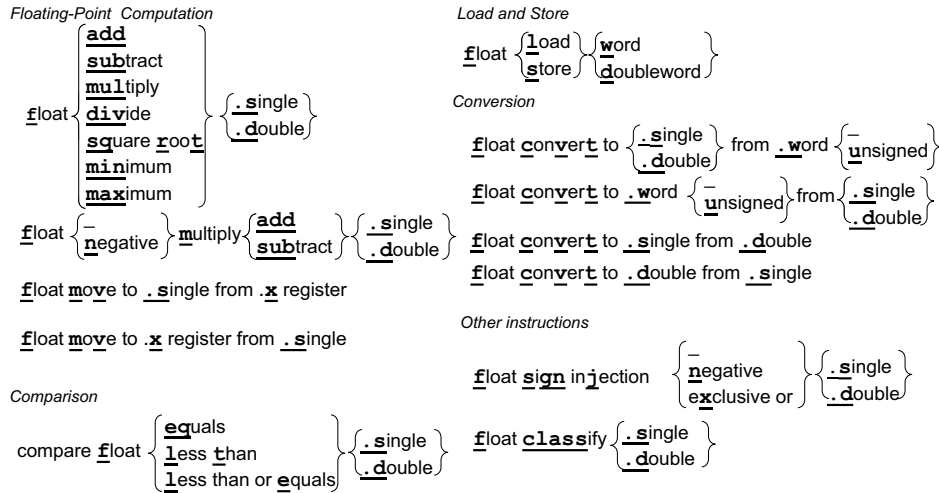 Floating-Point Computation
float
add
subtract
multiply
divide
square root
minimum
maximum
.single
.double
float
–
negative
multiply
add
subtract
.single
.double
float move to .single from .x register
float move to .x register from .single
Comparison
compare float
equals
less than
less than or equals
.single
.double
Load and Store
float
load
store
word
doubleword
Conversion
float convert to
.single
.double
from .word
–
unsigned
float convert to .word
–
unsigned
from
.single
.double
float convert to .single from .double
float convert to .double from .single
Other instructions
float sign injection
–
negative
exclusive or
.single
.double
float classify
.single
.double